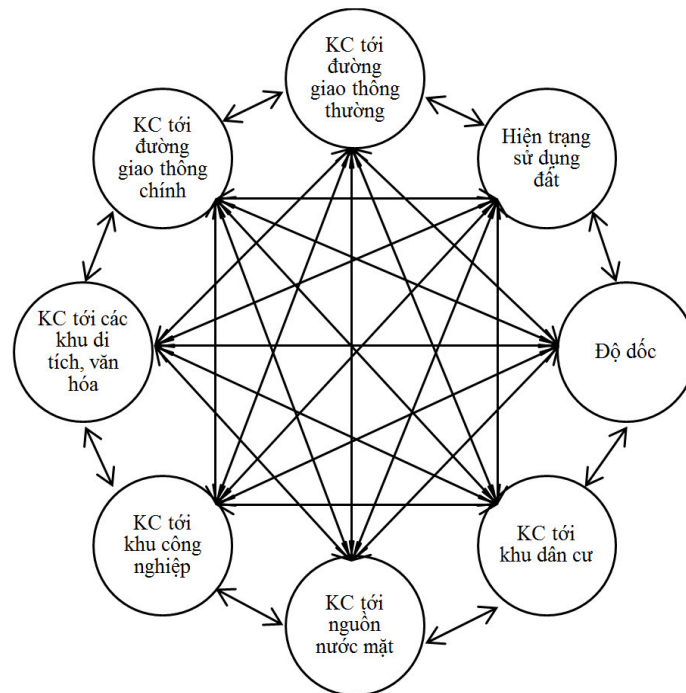 KC tới
đường
giao thông
thường
KC tới
đường
giao thông
chính
Hiện trạng
sử dụng
đất
KC tới các
khu di
tích, văn
hóa
Độ dốc
KC tới
khu công
nghiệp
KC tới
khu dân cư
KC tới
nguồn
nước mặt